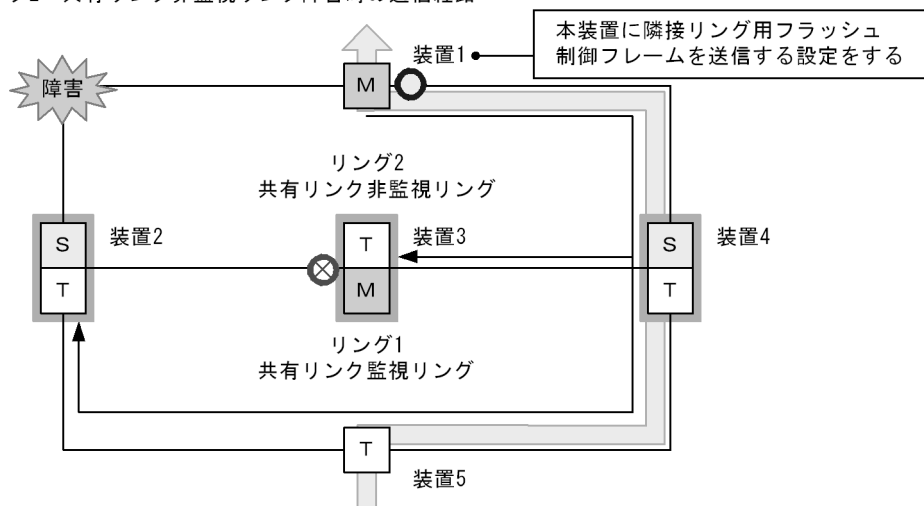 装置1
本装置に隣接リング用フラッシュ
制御フレームを送信する設定をする
障害
M
リング2
共有リンク非監視リング
S
T
装置2
T
M
装置3
S
T
装置4
リング1
共有リンク監視リング
T
装置5